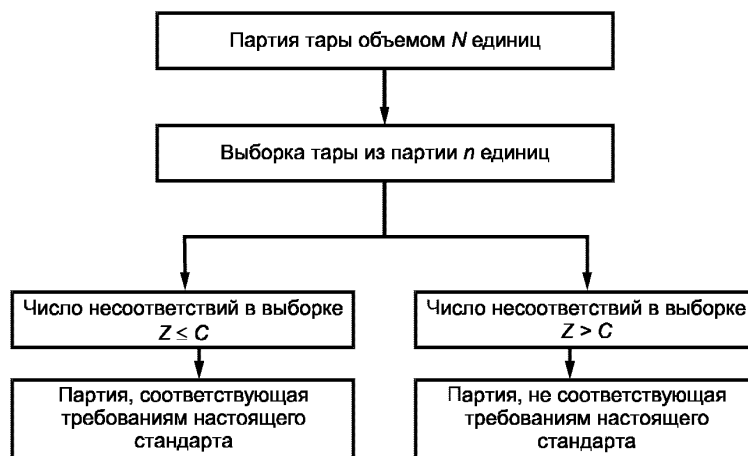 Партия тары объемом N единиц
Выборка тары из партии n единиц
Число несоответствий в выборке
Z ≤ C
Число несоответствий в выборке
Z > C
Партия, соответствующая
требованиям настоящего
стандарта
Партия, не соответствующая
требованиям настоящего
стандарта